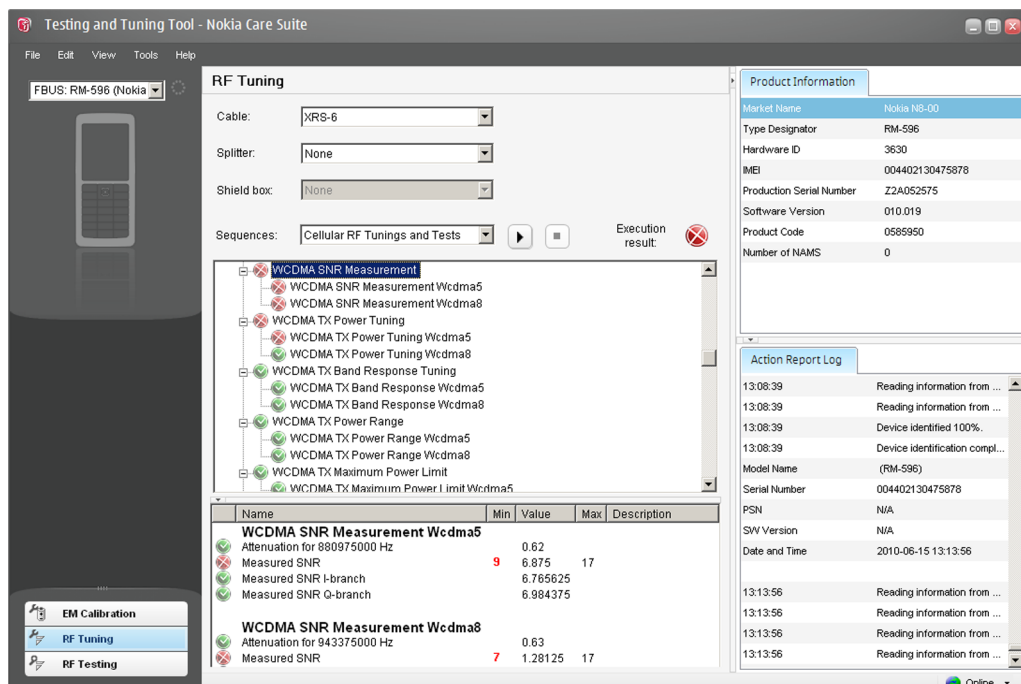 Testing and Tuning Tool - Nokia Care Suite
File Edit View Tools Help
FBUS: RM-596 (Nokia
RF Tuning
Cable: XRS-6
Splitter: None
Shield box: None
Sequences: Cellular RF Tunings and Tests
Execution
result:
WCDMA SNR Measurement
WCDMA SNR Measurement Wcdma5
WCDMA SNR Measurement Wcdma8
WCDMA TX Power Tuning
WCDMA TX Power Tuning Wcdma5
WCDMA TX Power Tuning Wcdma8
WCDMA TX Band Response Tuning
WCDMA TX Band Response Wcdma5
WCDMA TX Band Response Wcdma8
WCDMA TX Power Range
WCDMA TX Power Range Wcdma5
WCDMA TX Power Range Wcdma8
WCDMA TX Maximum Power Limit
WCDMA TX Maximum Power Limit Wcdma5
Name Min Value Max Description
WCDMA SNR Measurement Wcdma5
Attenuation for 880975000 Hz 0.62
Measured SNR 9 6.875 17
Measured SNR I-branch 6.765625
Measured SNR Q-branch 6.984375
WCDMA SNR Measurement Wcdma8
Attenuation for 943375000 Hz 0.63
Measured SNR 7 1.28125 17
EM Calibration
RF Tuning
RF Testing
Product Information
Market Name Nokia N8-00
Type Designator RM-596
Hardware ID 3630
IMEI 004402130475878
Production Serial Number Z2A052575
Software Version 010.019
Product Code 0585950
Number of NAMS 0
Action Report Log
13:08:39 Reading information from ...
13:08:39 Reading information from ...
13:08:39 Device identified 100%.
13:08:39 Device identification compl...
Model Name (RM-596)
Serial Number 004402130475878
PSN N/A
SW Version N/A
Date and Time 2010-06-15 13:13:56
13:13:56 Reading information from ...
13:13:56 Reading information from ...
13:13:56 Reading information from ...
13:13:56 Reading information from ...
Online